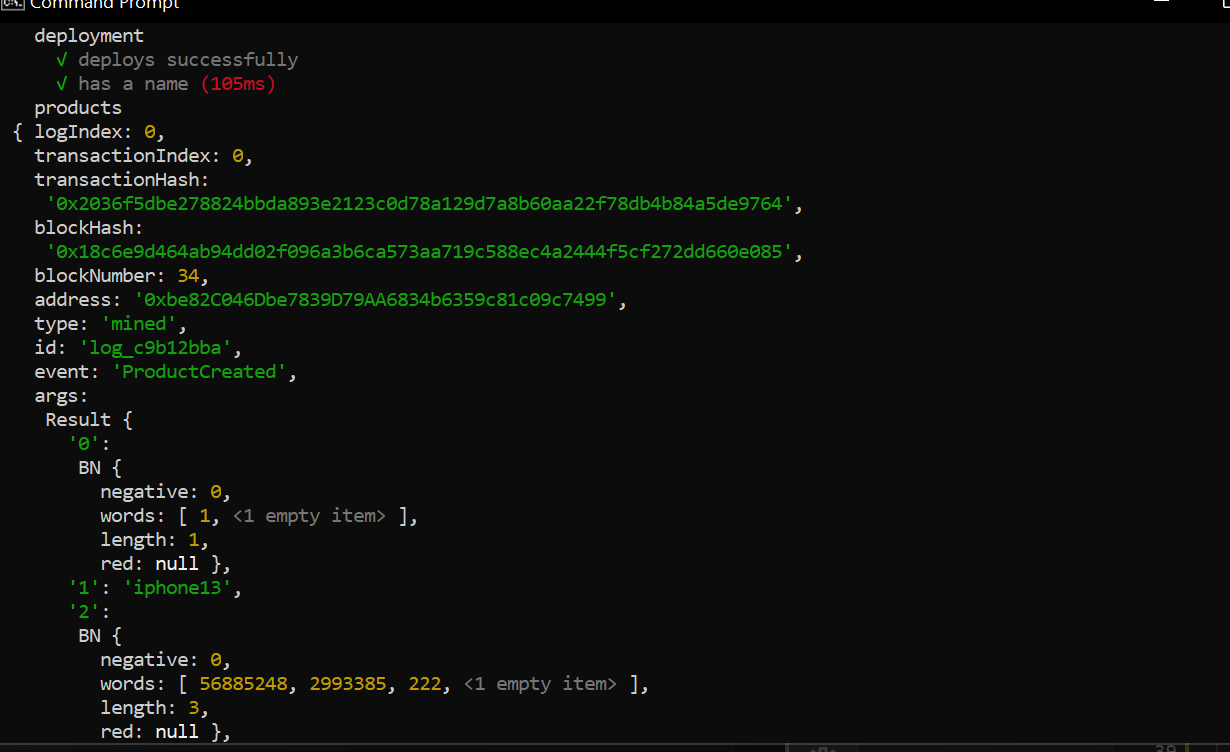 Command Prompt
deployment
√ deploys successfully
√ has a name (105ms)
products
{ logIndex: 0,
transactionIndex: 0,
transactionHash:
'0x2036f5dbe278824bbda893e2123c0d78a129d7a8b60aa22f78db4b84a5de9764',
blockHash:
'0x18c6e9d464ab94dd02f096a3b6ca573aa719c588ec4a2444f5cf272dd660e085',
blockNumber: 34,
address: '0xbe82C046Dbe7839D79AA6834b6359c81c09c7499',
type: 'mined',
id: 'log_c9b12bba',
event: 'ProductCreated',
args:
Result {
'0':
BN {
negative: 0,
words: [ 1, <1 empty item> ],
length: 1,
red: null },
'1': 'iphone13',
'2':
BN {
negative: 0,
words: [ 56885248, 2993385, 222, <1 empty item> ],
length: 3,
red: null },